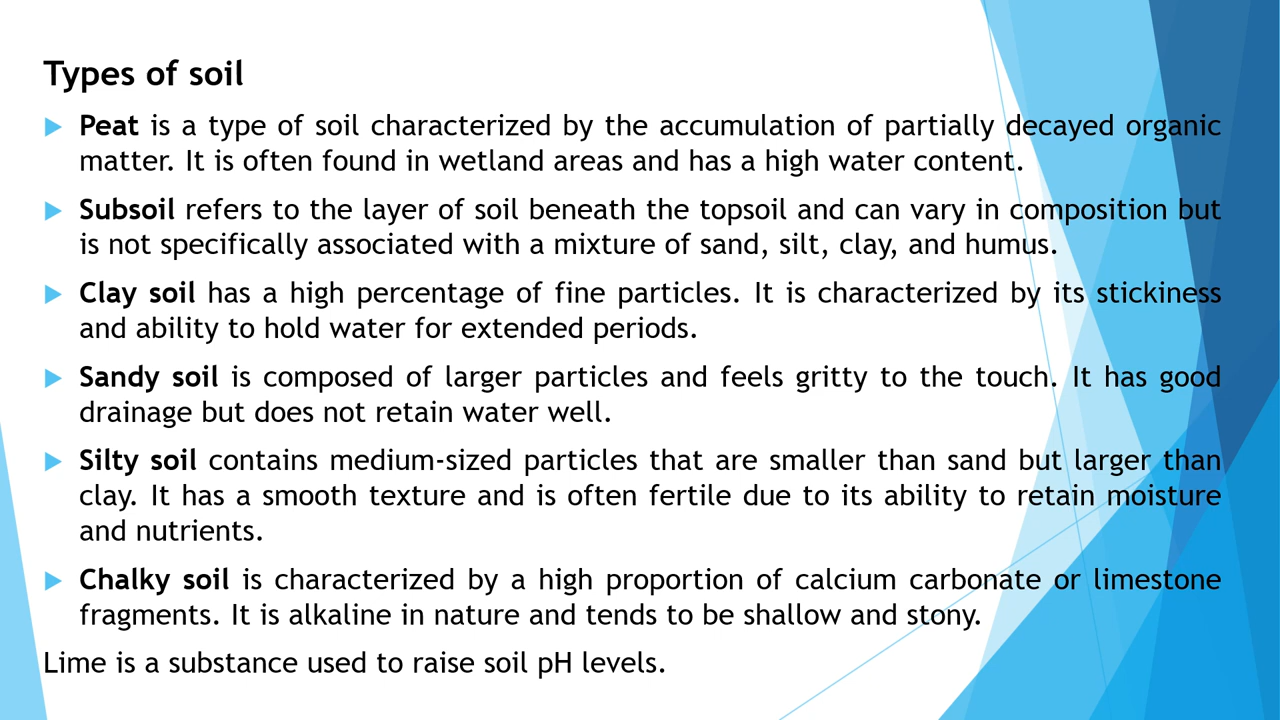 Types of soil
Peat is a type of soil characterized by the accumulation of partially decayed organic
matter. It is often found in wetland areas and has a high water content.
Subsoil refers to the layer of soil beneath the topsoil and can vary in composition but
is not specifically associated with a mixture of sand, silt, clay, and humus.
Clay soil has a high percentage of fine particles. It is characterized by its stickiness
and ability to hold water for extended periods.
Sandy soil is composed of larger particles and feels gritty to the touch. It has good
drainage but does not retain water well.
Silty soil contains medium-sized particles that are smaller than sand but larger than
clay. It has a smooth texture and is often fertile due to its ability to retain moisture
and nutrients.
Chalky soil is characterized by a high proportion of calcium carbonate or limestone
fragments. It is alkaline in nature and tends to be shallow and stony.
Lime is a substance used to raise soil pH levels.